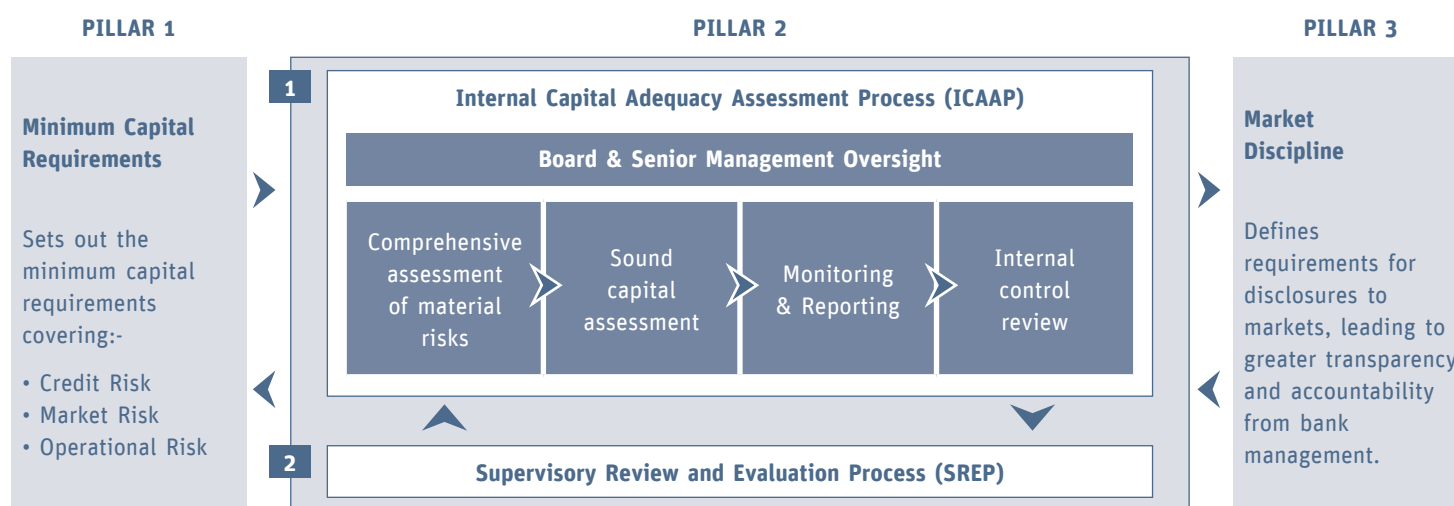 PILLAR 1
Minimum Capital
Requirements
Sets out the
minimum capital
requirements
covering:-
• Credit Risk
• Market Risk
• Operational Risk
PILLAR 2
1
Internal Capital Adequacy Assessment Process (ICAAP)
Board & Senior Management Oversight
Comprehensive
assessment
of material
risks
Sound
capital
assessment
Monitoring
& Reporting
Internal
control
review
2
Supervisory Review and Evaluation Process (SREP)
PILLAR 3
Market
Discipline
Defines
requirements for
disclosures to
markets, leading to
greater transparency
and accountability
from bank
management.